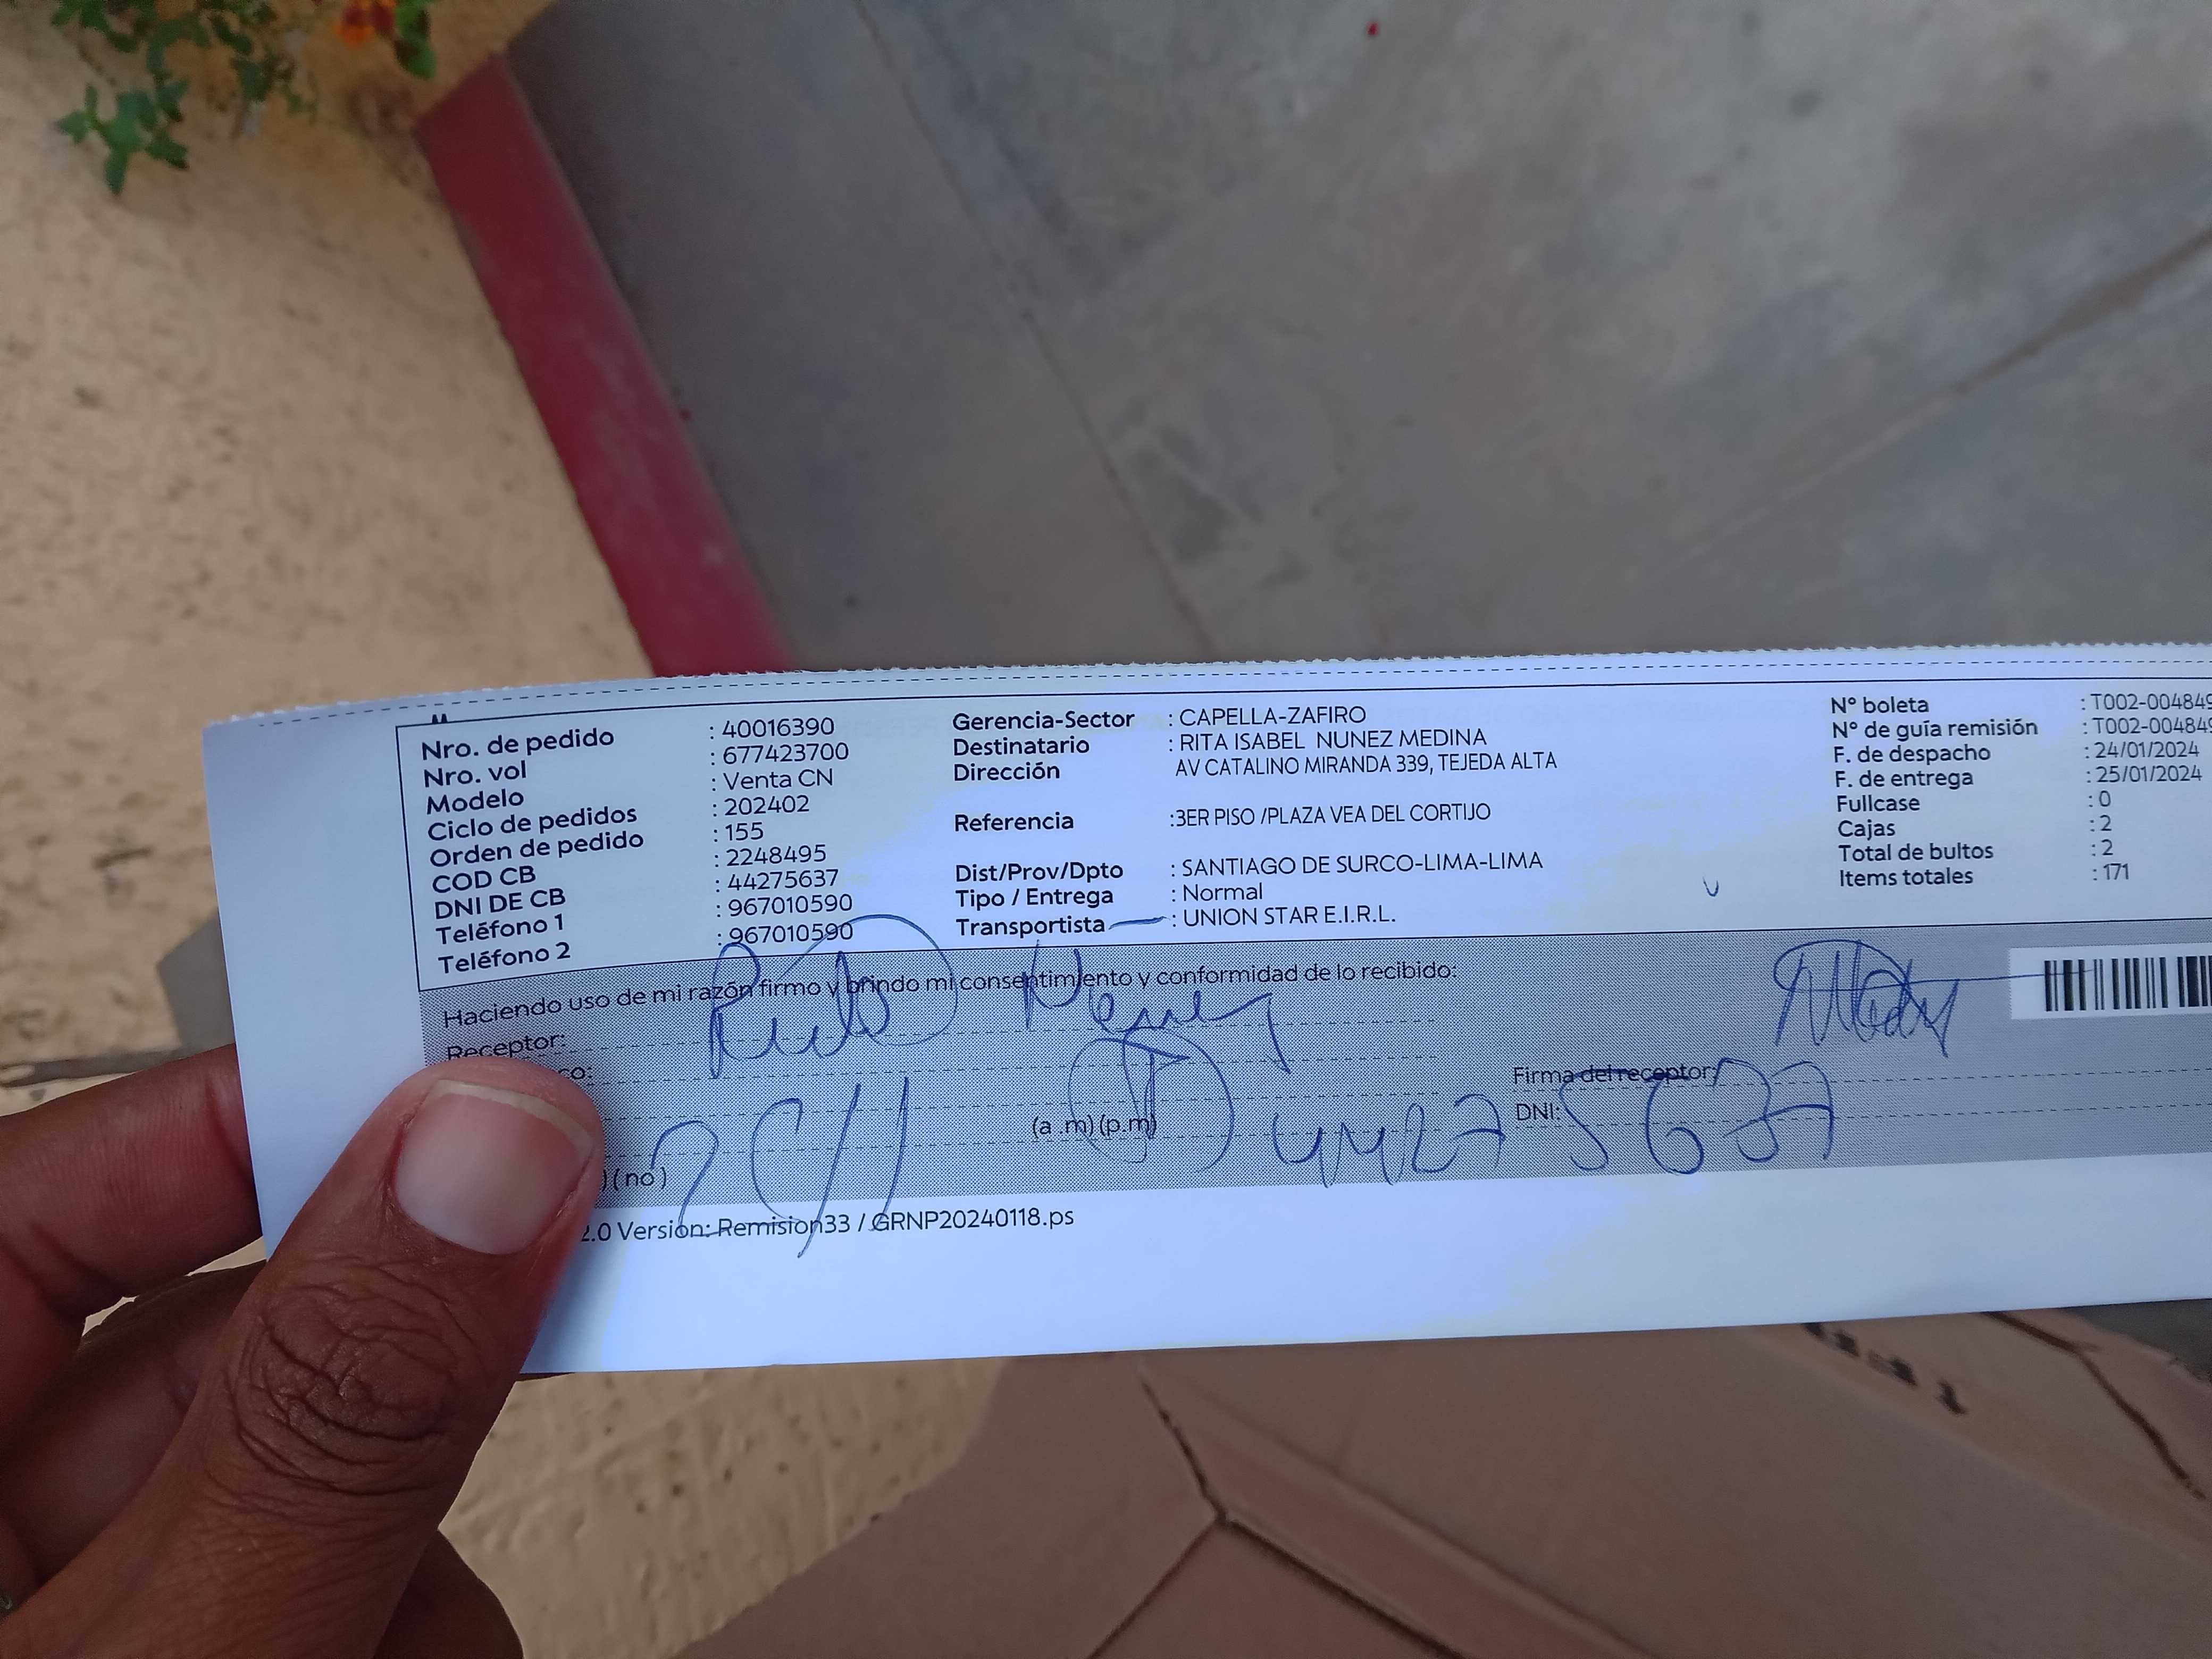 Nro. de pedido : 40016390
Nro. vol : 677423700
Modelo : Venta CN
Ciclo de pedidos : 202402
Orden de pedido : 155
COD CB : 2248495
DNI DE CB : 44275637
Teléfono 1 : 967010590
Teléfono 2 : 967010590
Gerencia-Sector : CAPELLA-ZAFIRO
Destinatario : RITA ISABEL NUNEZ MEDINA
Dirección AV CATALINO MIRANDA 339, TEJEDA ALTA
Referencia :3ER PISO /PLAZA VEA DEL CORTIJO
Dist/Prov/Dpto : SANTIAGO DE SURCO-LIMA-LIMA
Tipo / Entrega : Normal
Transportista : UNION STAR E.I.R.L.
N° boleta : T002-004849
N° de guía remisión : T002-004849
F. de despacho : 24/01/2024
F. de entrega : 25/01/2024
Fullcase : 0
Cajas : 2
Total de bultos : 2
Items totales : 171
Haciendo uso de mi razón firmo y brindo mi consentimiento y conformidad de lo recibido:
Receptor:
co:
(a .m) (p.m)
Firma del receptor:
DNI: 44275637
) ( no )
2.0 Version: Remision33 / GRNP20240118.ps